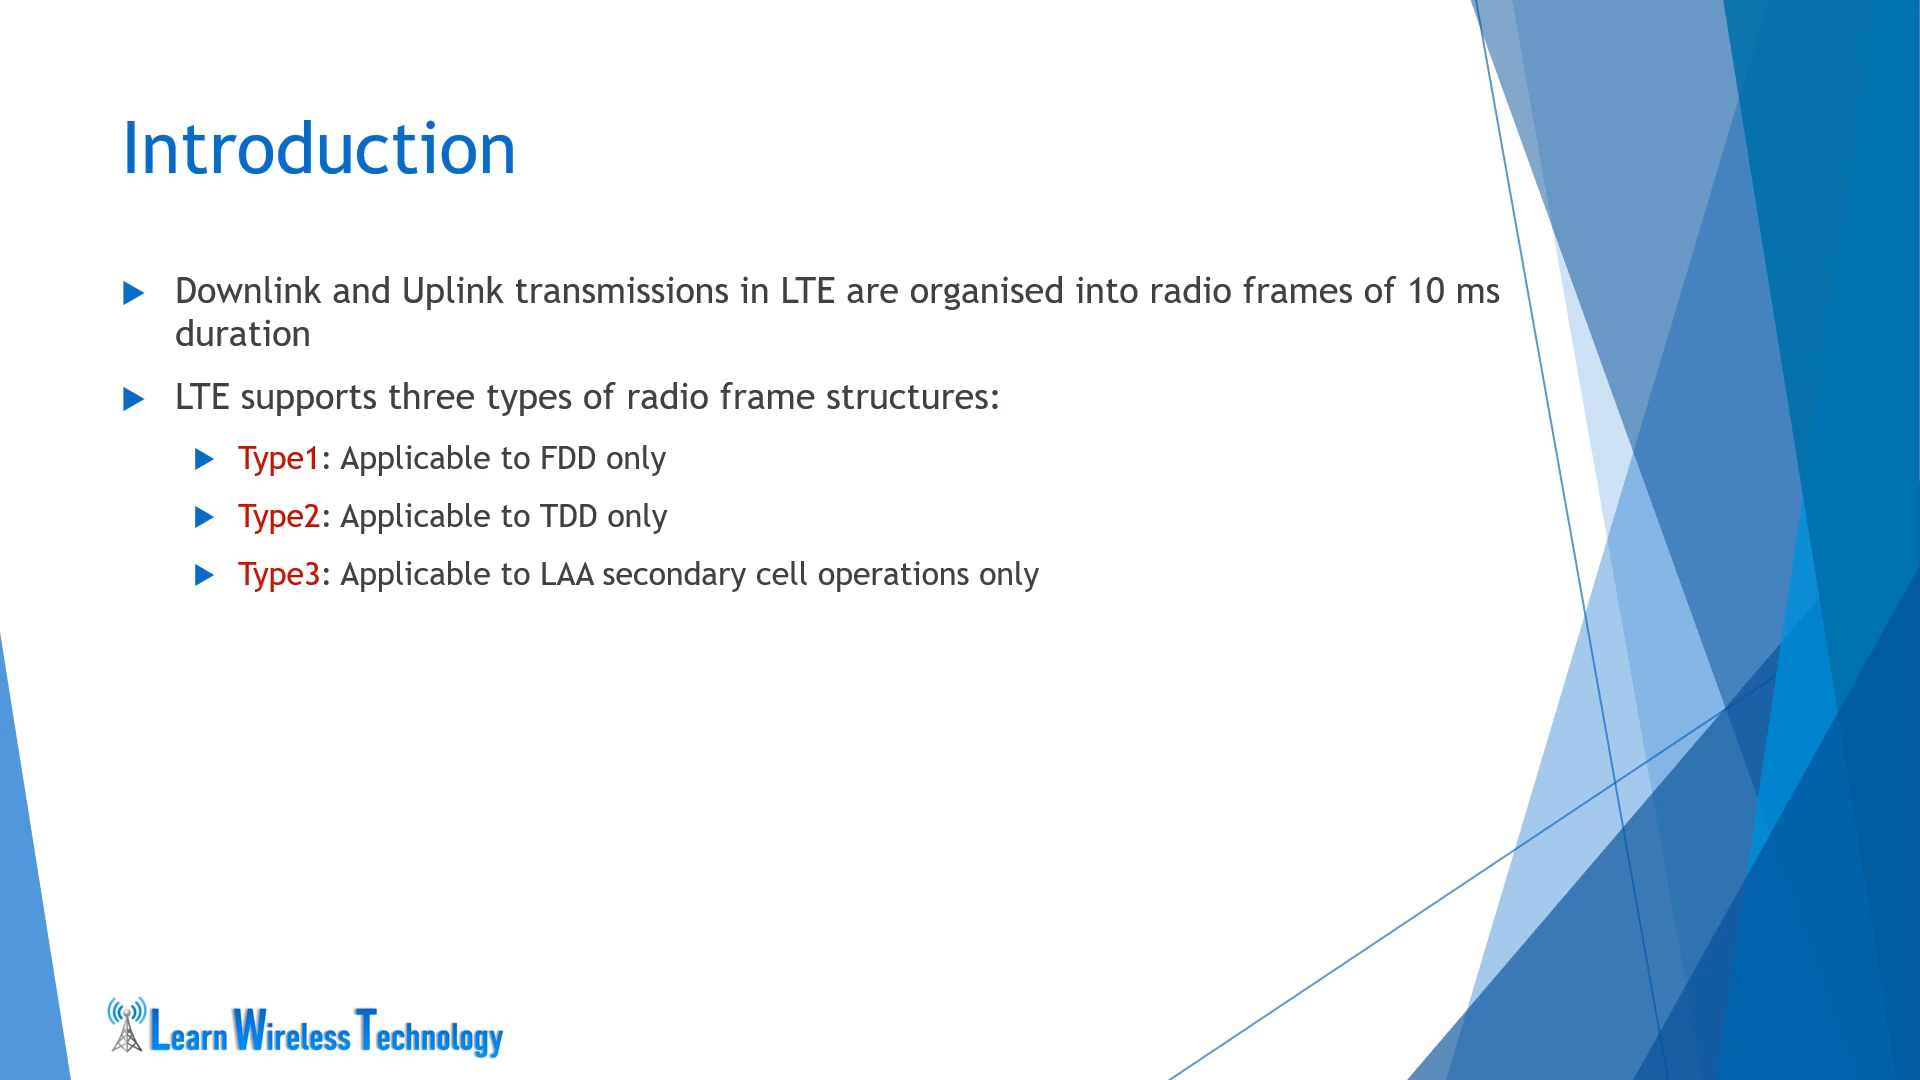 Introduction
Downlink and Uplink transmissions in LTE are organised into radio frames of 10 ms
duration
LTE supports three types of radio frame structures:
Type1: Applicable to FDD only
Type2: Applicable to TDD only
Type3: Applicable to LAA secondary cell operations only
Learn Wireless Technology